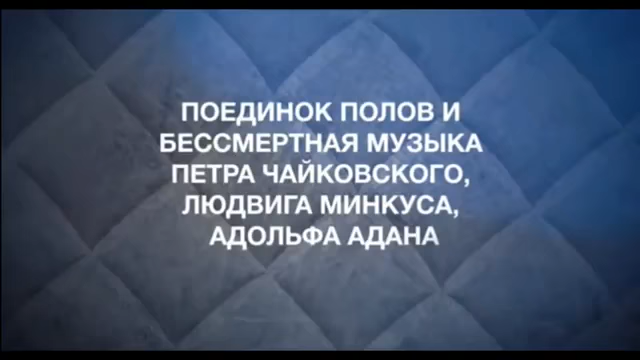 ПОЕДИНОК ПОЛОВ И
БЕССМЕРТНАЯ МУЗЫКА
ПЕТРА ЧАЙКОВСКОГО,
ЛЮДВИГА МИНКУСА,
АДОЛЬФА АДАНА